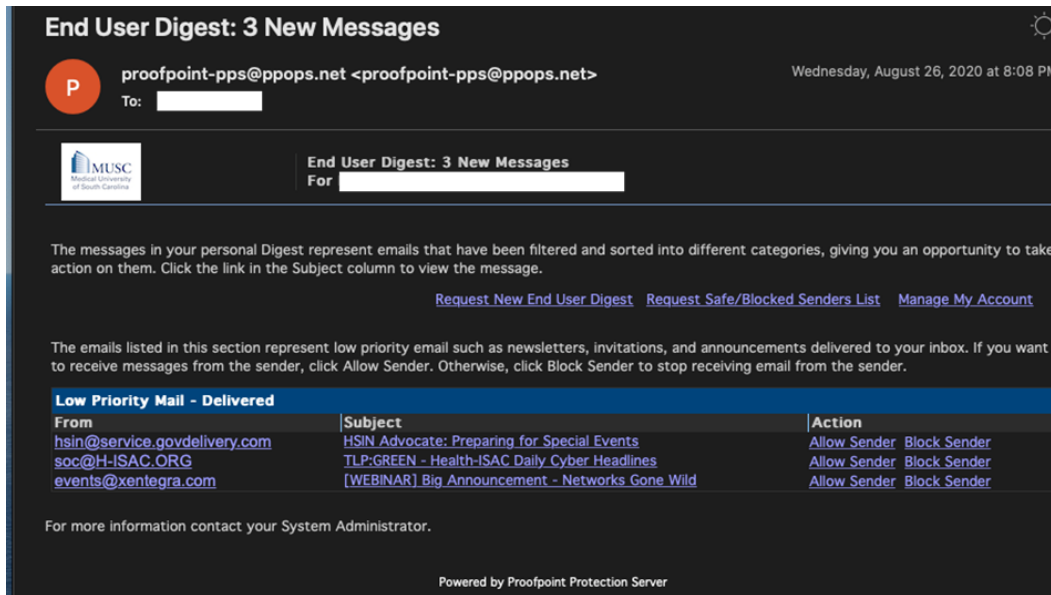 End User Digest: 3 New Messages
P
proofpoint-pps@ppops.net <proofpoint-pps@ppops.net>
Wednesday, August 26, 2020 at 8:08 PM
To:
MUSC
Medical University
of South Carolina
End User Digest: 3 New Messages
For
The messages in your personal Digest represent emails that have been filtered and sorted into different categories, giving you an opportunity to take
action on them. Click the link in the Subject column to view the message.
Request New End User Digest Request Safe/Blocked Senders List Manage My Account
The emails listed in this section represent low priority email such as newsletters, invitations, and announcements delivered to your inbox. If you want
to receive messages from the sender, click Allow Sender. Otherwise, click Block Sender to stop receiving email from the sender.
Low Priority Mail - Delivered
From Subject Action
hsin@service.govdelivery.com HSIN Advocate: Preparing for Special Events Allow Sender Block Sender
soc@H-ISAC.ORG TLP:GREEN - Health-ISAC Daily Cyber Headlines Allow Sender Block Sender
events@xentegra.com [WEBINAR] Big Announcement - Networks Gone Wild Allow Sender Block Sender
For more information contact your System Administrator.
Powered by Proofpoint Protection Server